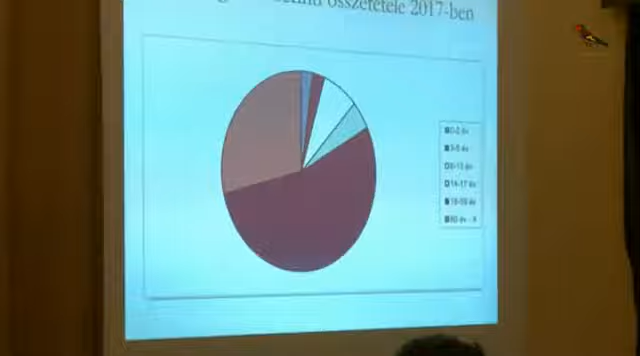 összetétele 2017-ben
0-2 év
3-5 év
6-13 év
14-17 év
18-59 év
60 év - X